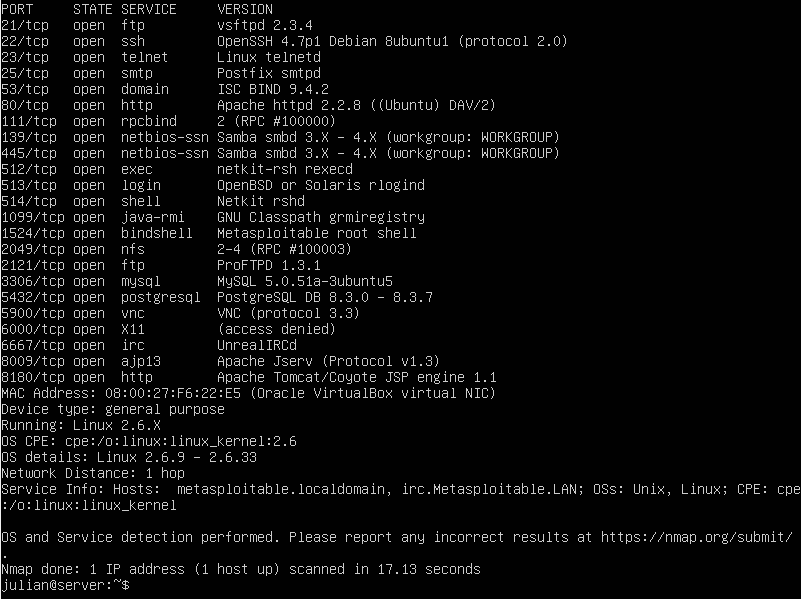 PORT     STATE SERVICE     VERSION
21/tcp   open  ftp         vsftpd 2.3.4
22/tcp   open  ssh         OpenSSH 4.7p1 Debian 8ubuntu1 (protocol 2.0)
23/tcp   open  telnet      Linux telnetd
25/tcp   open  smtp        Postfix smtpd
53/tcp   open  domain      ISC BIND 9.4.2
80/tcp   open  http        Apache httpd 2.2.8 ((Ubuntu) DAV/2)
111/tcp  open  rpcbind     2 (RPC #100000)
139/tcp  open  netbios-ssn Samba smbd 3.X - 4.X (workgroup: WORKGROUP)
445/tcp  open  netbios-ssn Samba smbd 3.X - 4.X (workgroup: WORKGROUP)
512/tcp  open  exec        netkit-rsh rexecd
513/tcp  open  login       OpenBSD or Solaris rlogind
514/tcp  open  shell       Netkit rshd
1099/tcp open  java-rmi    GNU Classpath grmiregistry
1524/tcp open  bindshell   Metasploitable root shell
2049/tcp open  nfs         2-4 (RPC #100003)
2121/tcp open  ftp         ProFTPD 1.3.1
3306/tcp open  mysql       MySQL 5.0.51a-3ubuntu5
5432/tcp open  postgresql  PostgreSQL DB 8.3.0 - 8.3.7
5900/tcp open  vnc         VNC (protocol 3.3)
6000/tcp open  X11         (access denied)
6667/tcp open  irc         UnrealIRCd
8009/tcp open  ajp13       Apache Jserv (Protocol v1.3)
8180/tcp open  http        Apache Tomcat/Coyote JSP engine 1.1
MAC Address: 08:00:27:F6:22:E5 (Oracle VirtualBox virtual NIC)
Device type: general purpose
Running: Linux 2.6.X
OS CPE: cpe:/o:linux:linux_kernel:2.6
OS details: Linux 2.6.9 - 2.6.33
Network Distance: 1 hop
Service Info: Hosts:  metasploitable.localdomain, irc.Metasploitable.LAN; OSs: Unix, Linux; CPE: cpe
:/o:linux:linux_kernel

OS and Service detection performed. Please report any incorrect results at https://nmap.org/submit/
.
Nmap done: 1 IP address (1 host up) scanned in 17.13 seconds
julian@server:~$